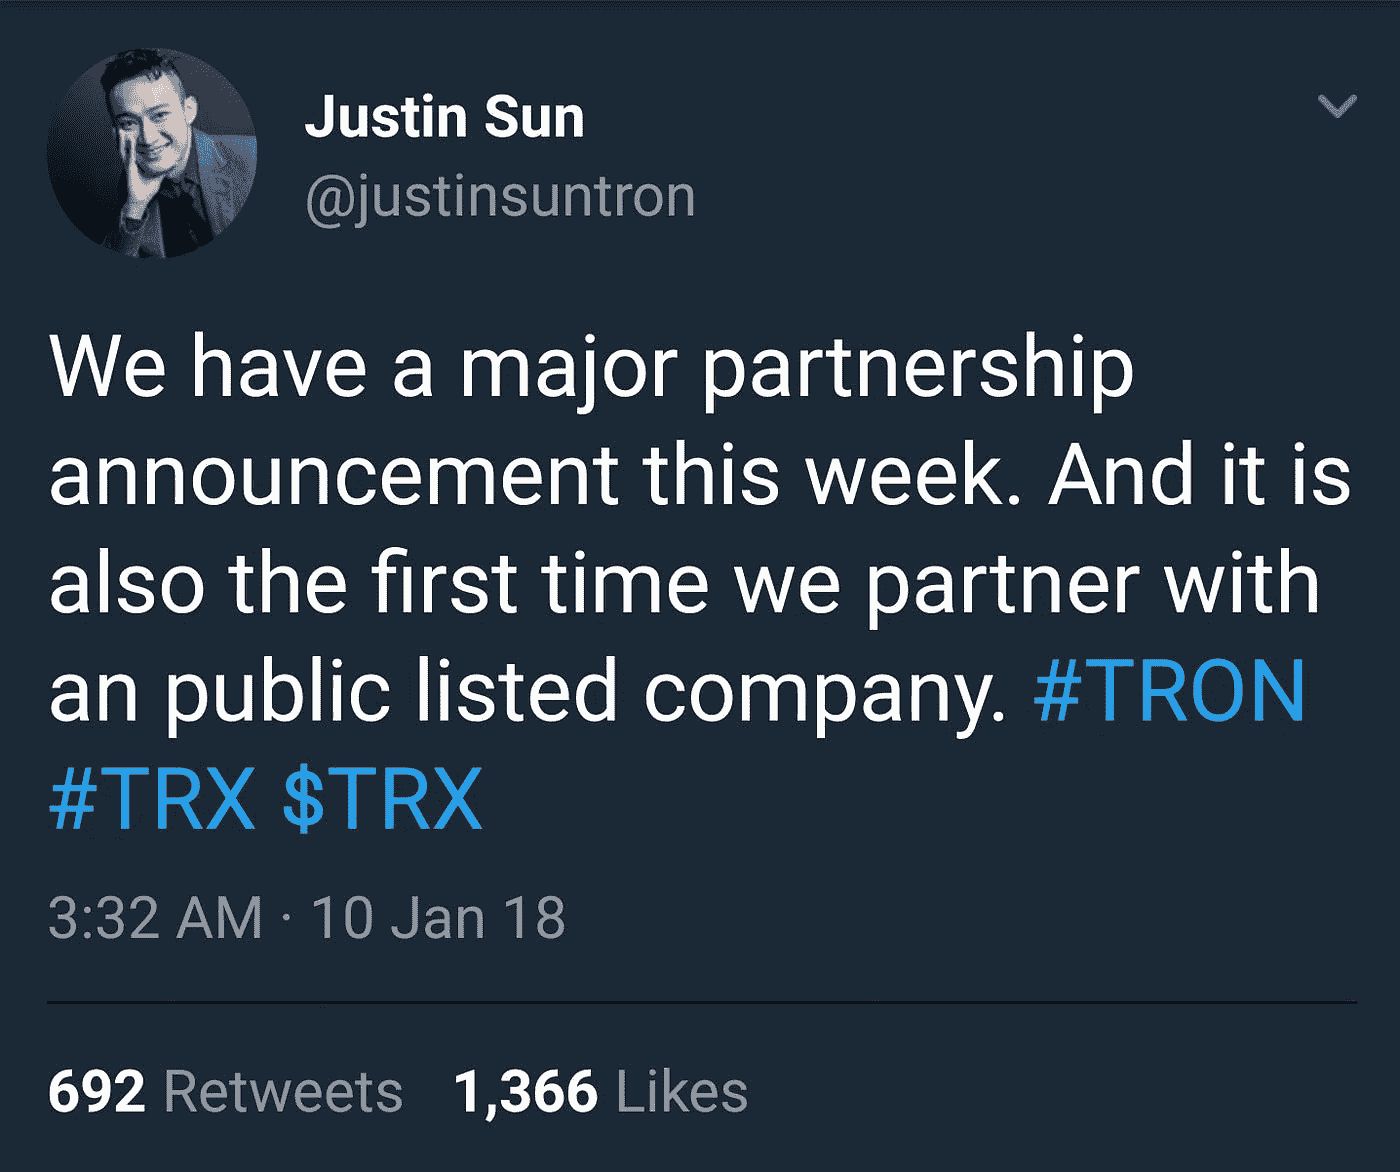 Justin Sun
@justinsuntron
We have a major partnership
announcement this week. And it is
also the first time we partner with
an public listed company. #TRON
#TRX $TRX
3:32 AM · 10 Jan 18
692 Retweets 1,366 Likes